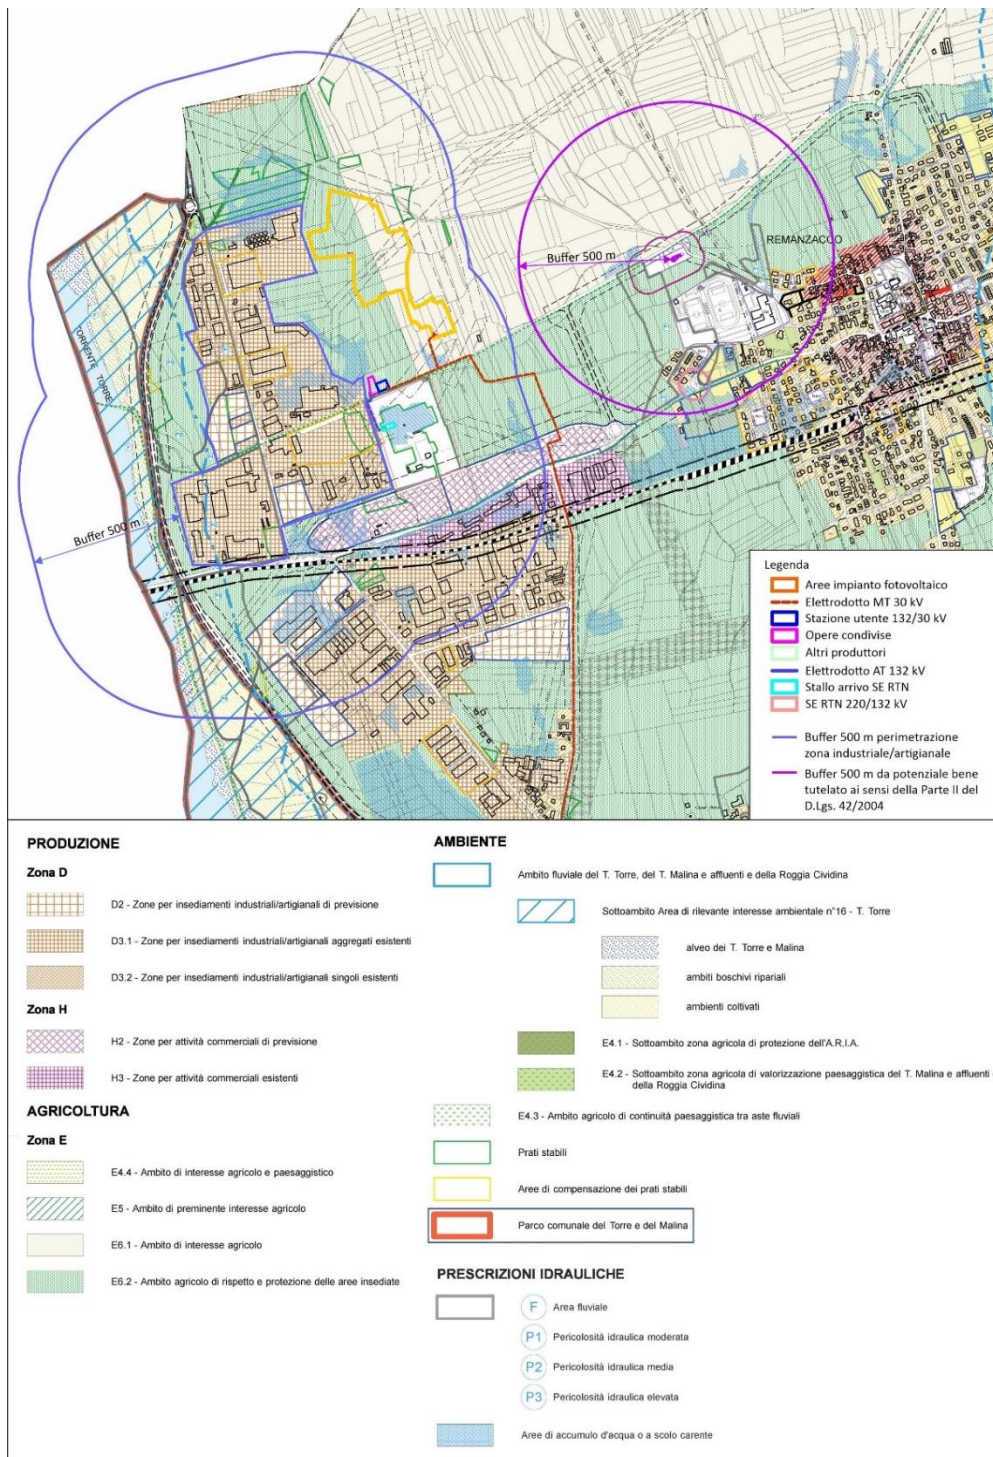 REMANZACCO
Buffer 500 m
TORRENTE TORRE
Buffer 500 m
Legenda
Aree impianto fotovoltaico
Elettrodotto MT 30 kV
Stazione utente 132/30 kV
Opere condivise
Altri produttori
Elettrodotto AT 132 kV
Stallo arrivo SE RTN
SE RTN 220/132 kV
Buffer 500 m perimetrazione
zona industriale/artigianale
Buffer 500 m da potenziale bene
tutelato ai sensi della Parte II del
D.Lgs. 42/2004
PRODUZIONE
Zona D
D2 - Zone per insediamenti industriali/artigianali di previsione
D3.1 - Zone per insediamenti industriali/artigianali aggregati esistenti
D3.2 - Zone per insediamenti industriali/artigianali singoli esistenti
Zona H
H2 - Zone per attività commerciali di previsione
H3 - Zone per attività commerciali esistenti
AGRICOLTURA
Zona E
E4.4 - Ambito di interesse agricolo e paesaggistico
E5 - Ambito di preminente interesse agricolo
E6.1 - Ambito di interesse agricolo
E6.2 - Ambito agricolo di rispetto e protezione delle aree insediate
AMBIENTE
Ambito fluviale del T. Torre, del T. Malina e affluenti e della Roggia Cividina
Sottoambito Area di rilevante interesse ambientale n°16 - T. Torre
alveo dei T. Torre e Malina
ambiti boschivi ripariali
ambienti coltivati
E4.1 - Sottoambito zona agricola di protezione dell'A.R.I.A.
E4.2 - Sottoambito zona agricola di valorizzazione paesaggistica del T. Malina e affluenti e
della Roggia Cividina
E4.3 - Ambito agricolo di continuità paesaggistica tra aste fluviali
Prati stabili
Aree di compensazione dei prati stabili
Parco comunale del Torre e del Malina
PRESCRIZIONI IDRAULICHE
F Area fluviale
P1 Pericolosità idraulica moderata
P2 Pericolosità idraulica media
P3 Pericolosità idraulica elevata
Aree di accumulo d'acqua o a scolo carente